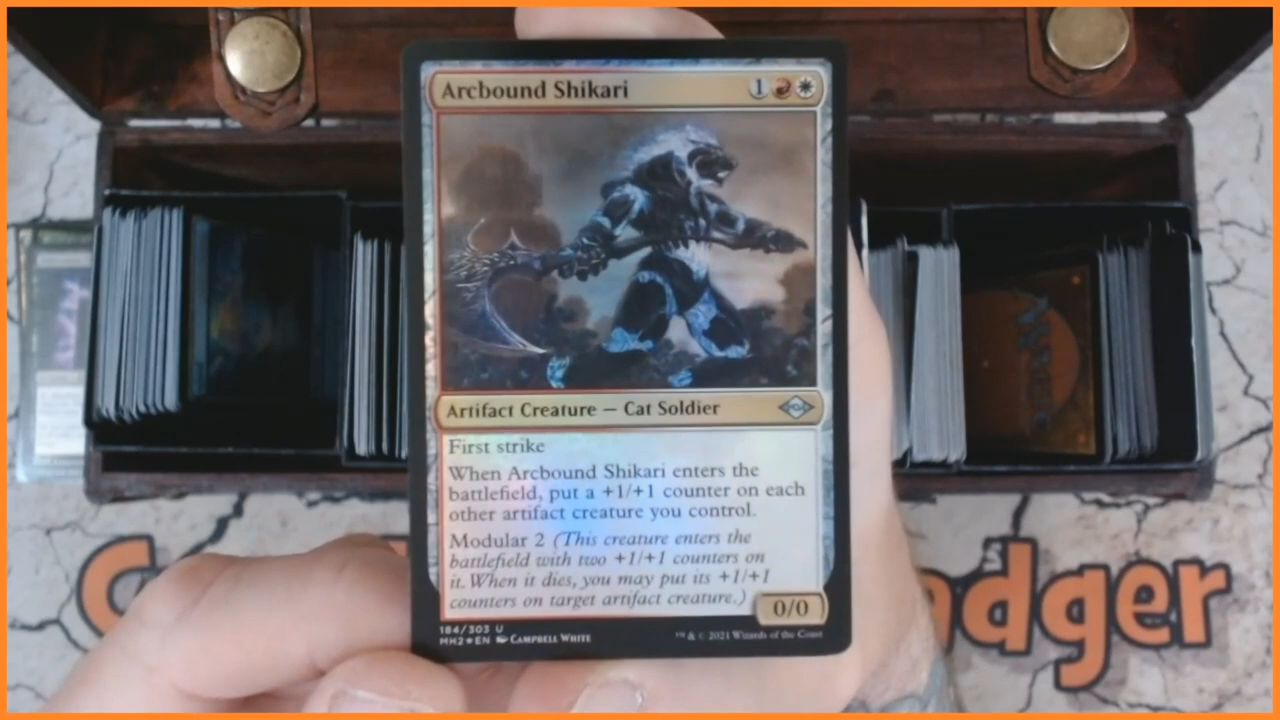 Arcbound Shikari 1
Artifact Creature — Cat Soldier
First strike
When Arcbound Shikari enters the
battlefield, put a +1/+1 counter on each
other artifact creature you control.
Modular 2 (This creature enters the
battlefield with two +1/+1 counters on
it. When it dies, you may put its +1/+1
counters on target artifact creature.)
0/0
184/303 U
MH2★EN Campbell White ™ & © 2021 Wizards of the Coast
C adger